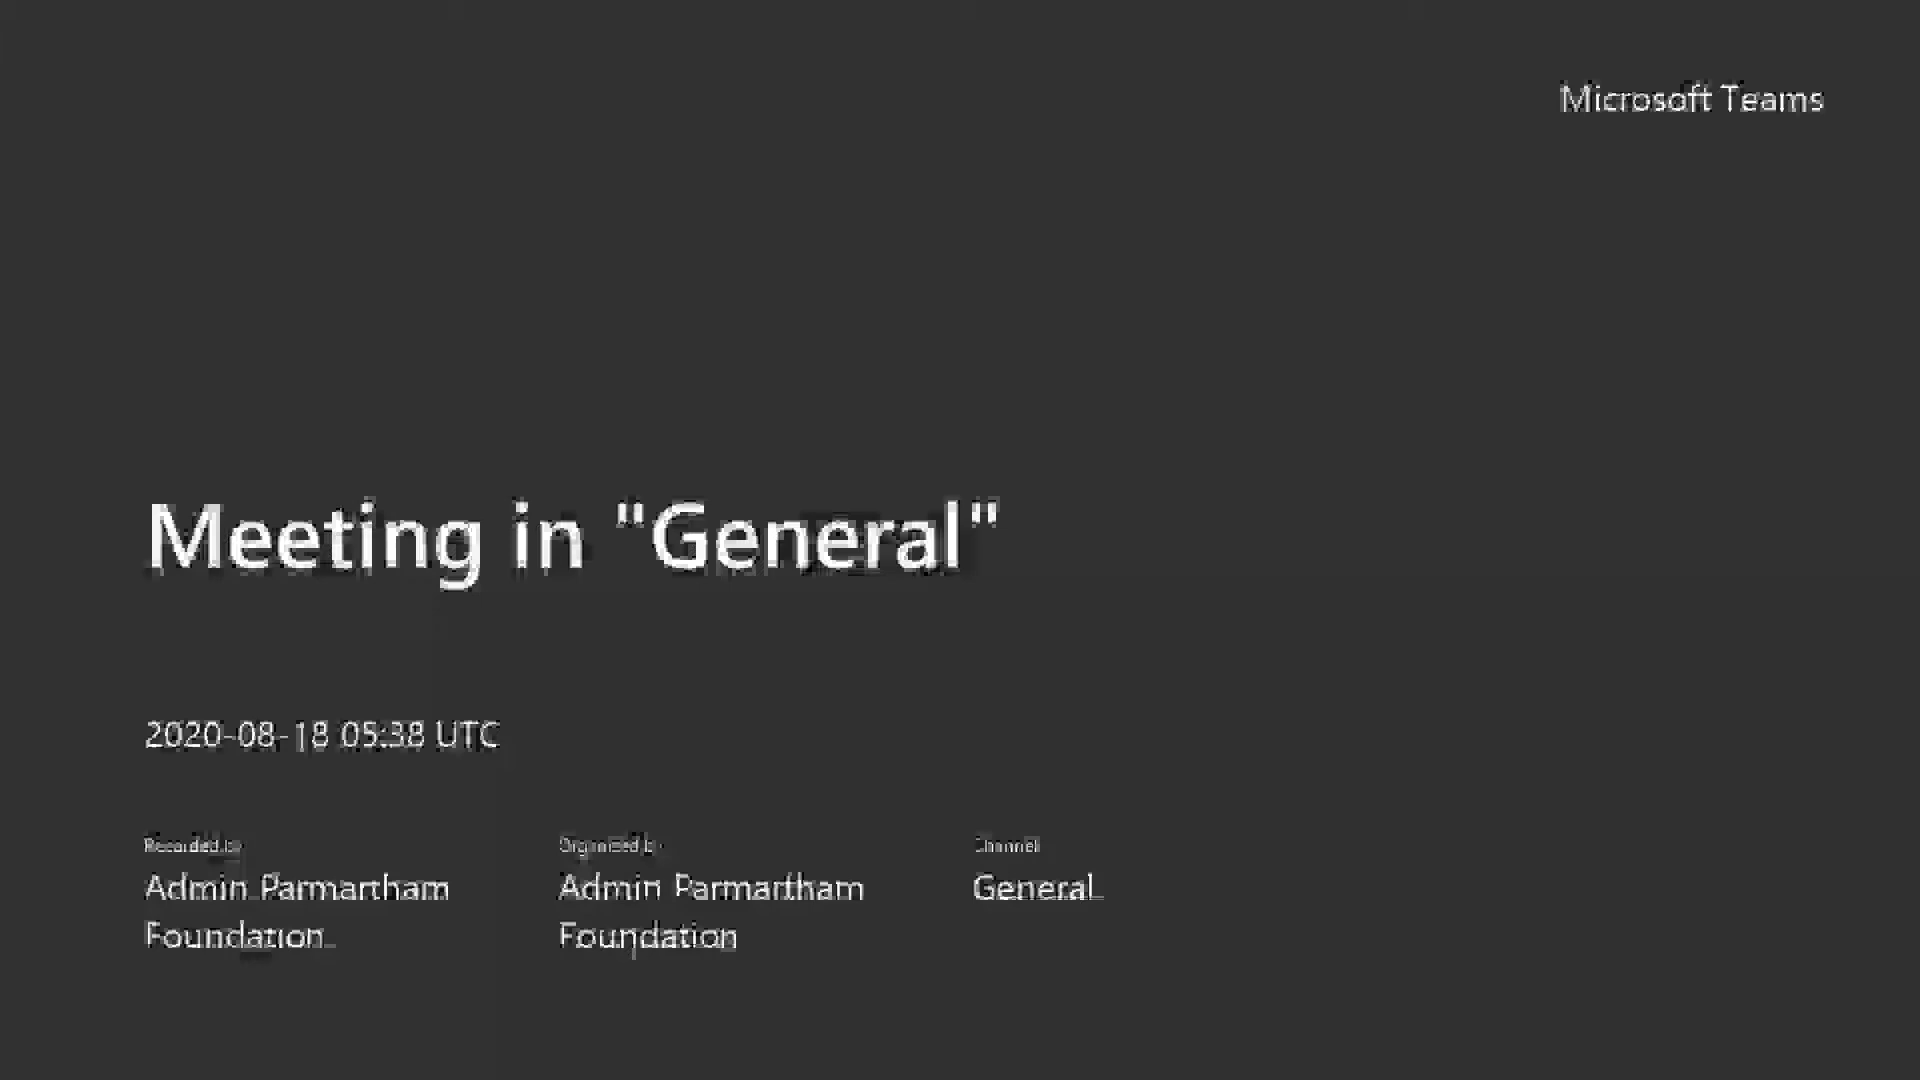 Microsoft Teams
Meeting in "General"
2020-08-18 05:38 UTC
Recorded by
Organized by
Channel
Admin Parmartham
Admin Parmartham
General
Foundation
Foundation